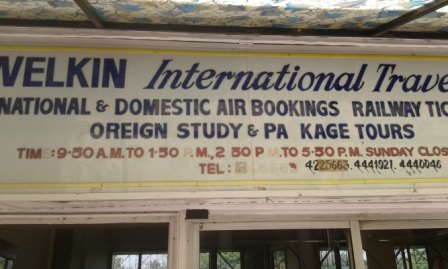 WELKIN International Trave
NATIONAL & DOMESTIC AIR BOOKINGS RAILWAY TIC
OREIGN STUDY & PA KAGE TOURS
TIM : 9·50 A.M. TO 1·50 P.M., 2 50 P M. TO 5·50 P.M. SUNDAY CLOS
TEL : 4225663. 4441021. 4440046